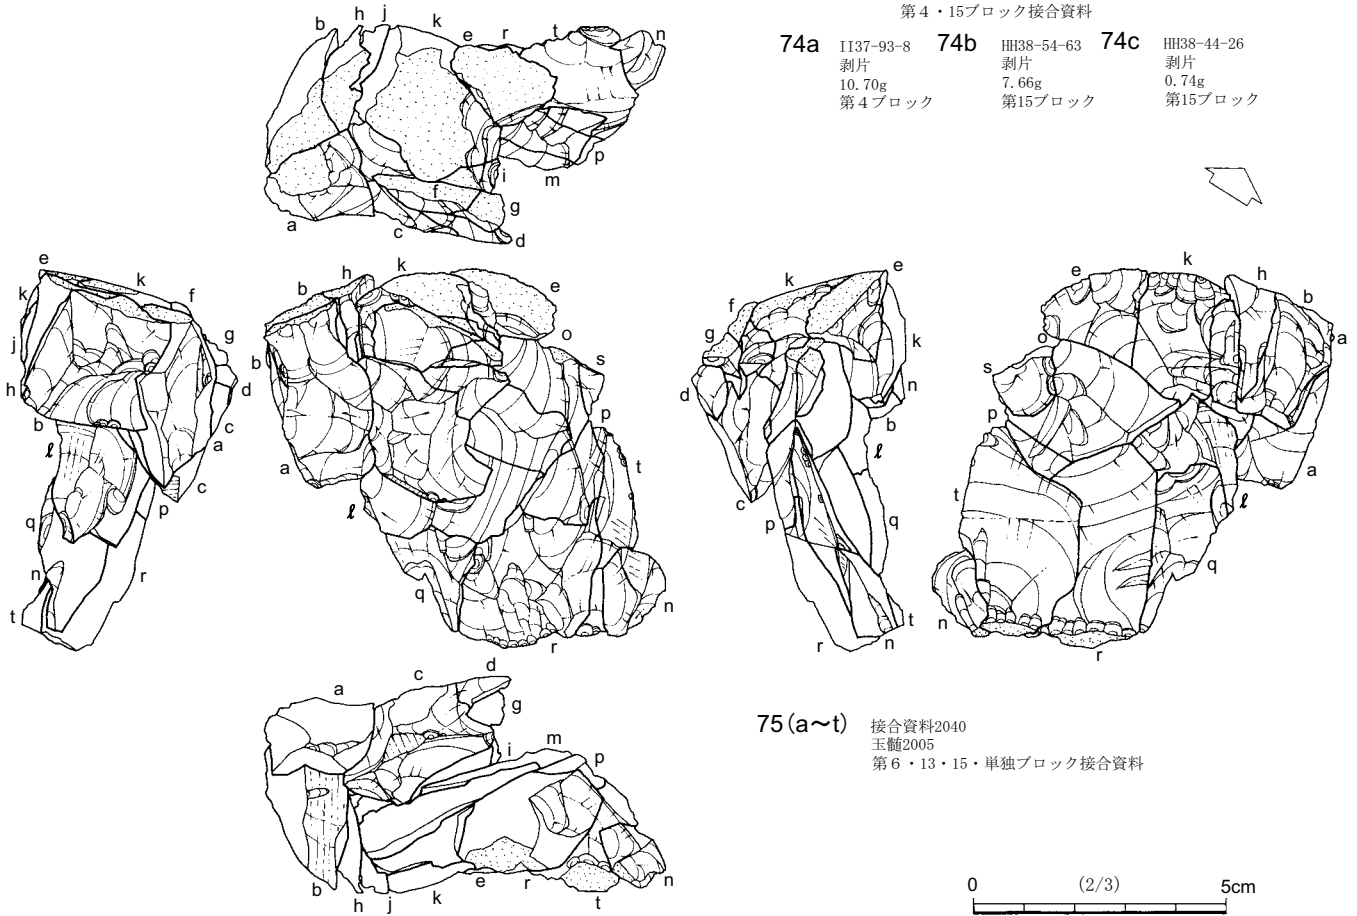 第４・15ブロック接合資料
74a II37-93-8 74b HH38-54-63 74c HH38-44-26
剥片 剥片 剥片
10.70g 7.66g 0.74g
第４ブロック 第15ブロック 第15ブロック
b h j k e r t n
i p
f m
g
a c d
e k f
k g
j
h d
b c
ℓ a
c
p
q
n r
t
h k
b e
o
b s
p
a t
ℓ
q n
r
e
k
f
g k
d n
b
ℓ
c
p q
t
r n
k
e h
b
o a
s
p
a
t ℓ
q
n
r
d
a c g
m
i p
b n
h j k e r t
75(a～t) 接合資料2040
玉髄2005
第６・13・15・単独ブロック接合資料
0 (2/3) 5cm